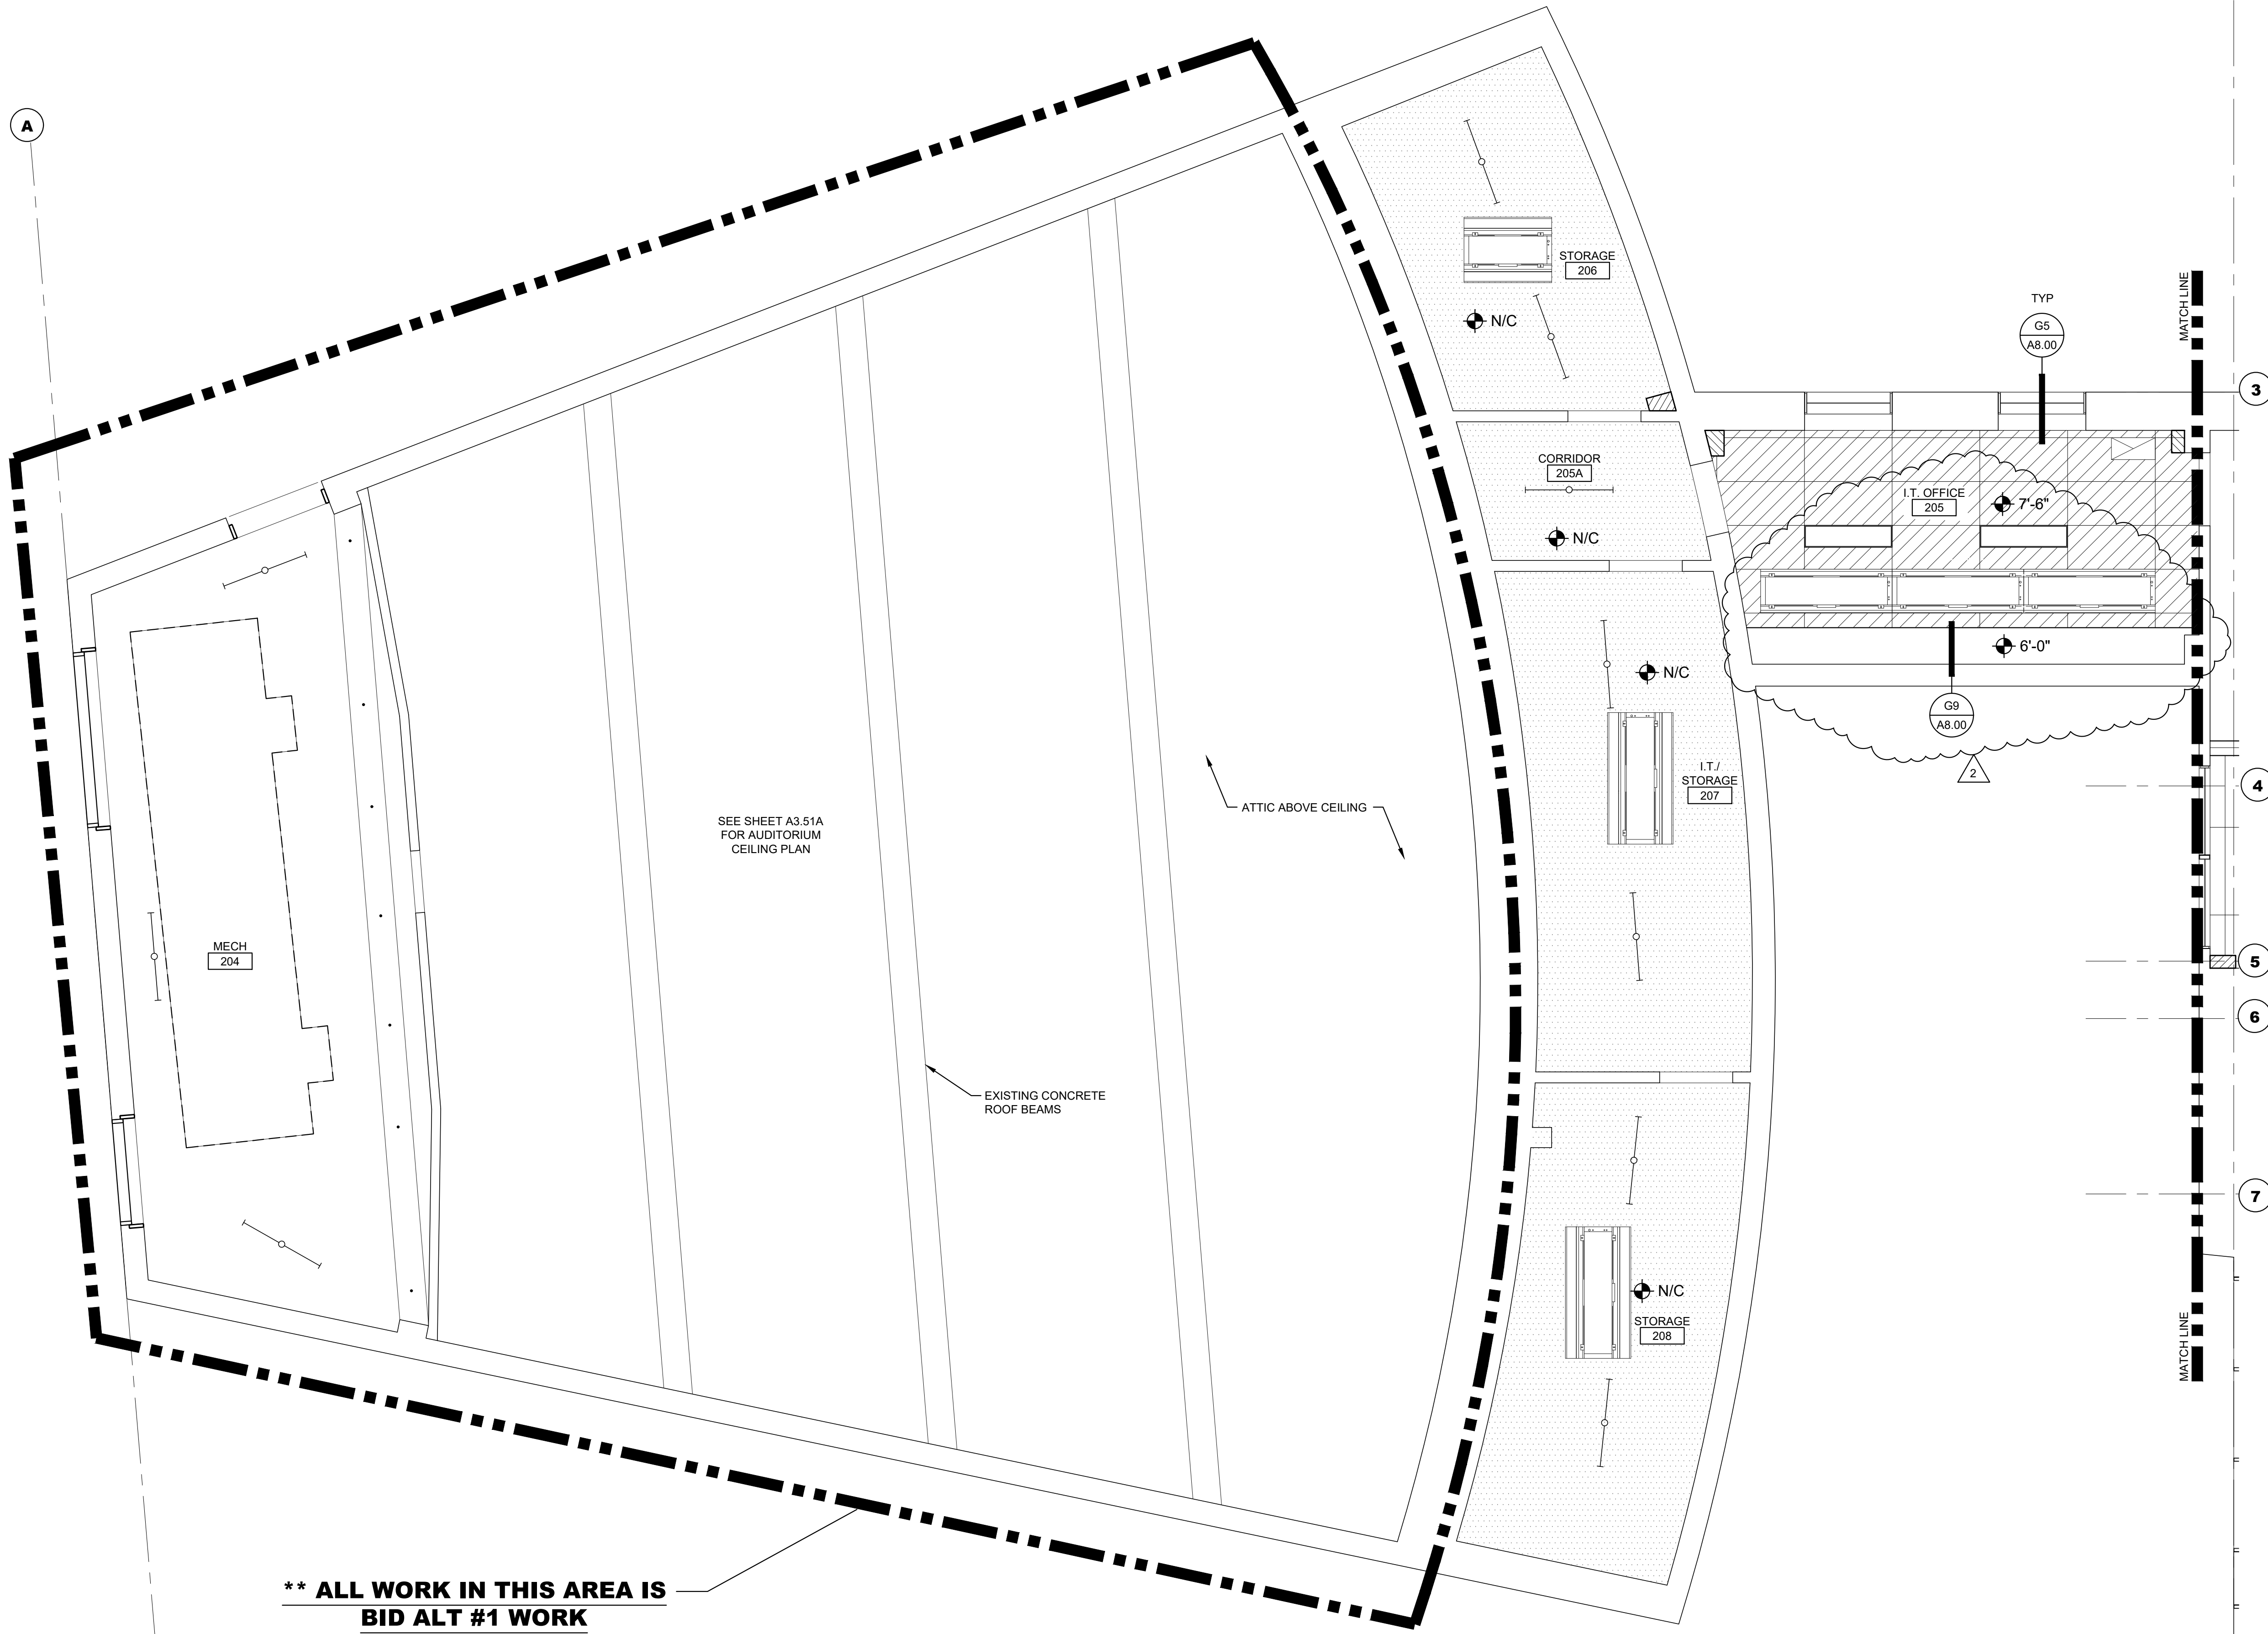 A
STORAGE
206
N/C
TYP
G5
A8.00
MATCH LINE
3
CORRIDOR
205A
N/C
I.T. OFFICE
205
7'-6"
6'-0"
G9
A8.00
2
N/C
I.T./
STORAGE
207
4
ATTIC ABOVE CEILING
SEE SHEET A3.51A
FOR AUDITORIUM
CEILING PLAN
MECH
204
5
6
EXISTING CONCRETE
ROOF BEAMS
7
N/C
STORAGE
208
MATCH LINE
** ALL WORK IN THIS AREA IS
BID ALT #1 WORK